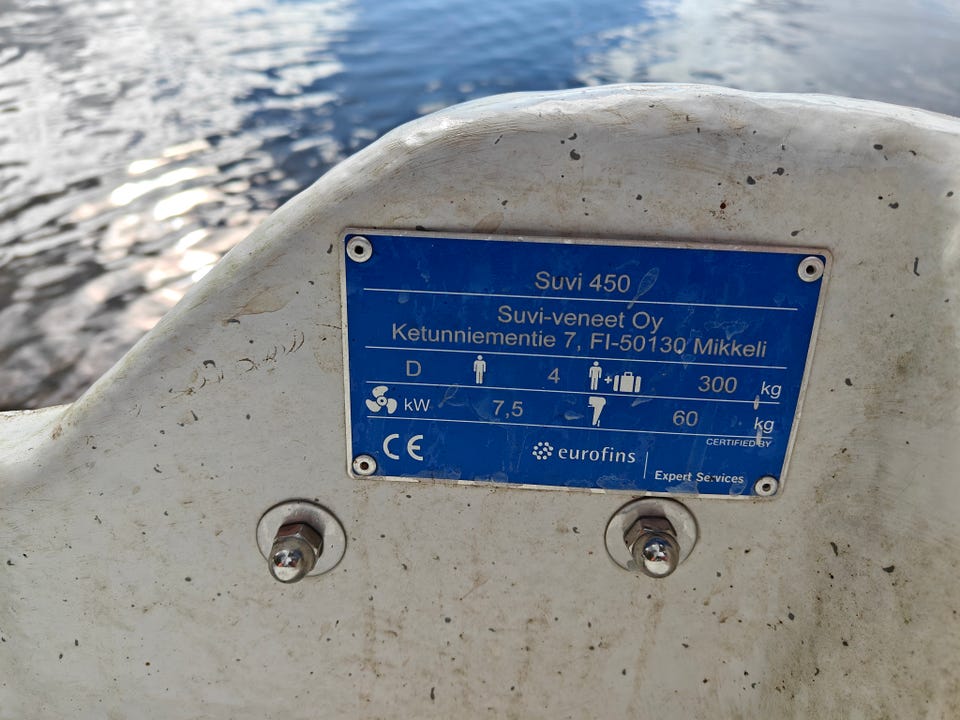 Suvi 450
Suvi-veneet Oy
Ketunniementie 7, FI-50130 Mikkeli
D 4 + 300 kg
kW 7,5 60 kg
CE eurofins CERTIFIED BY
Expert Services